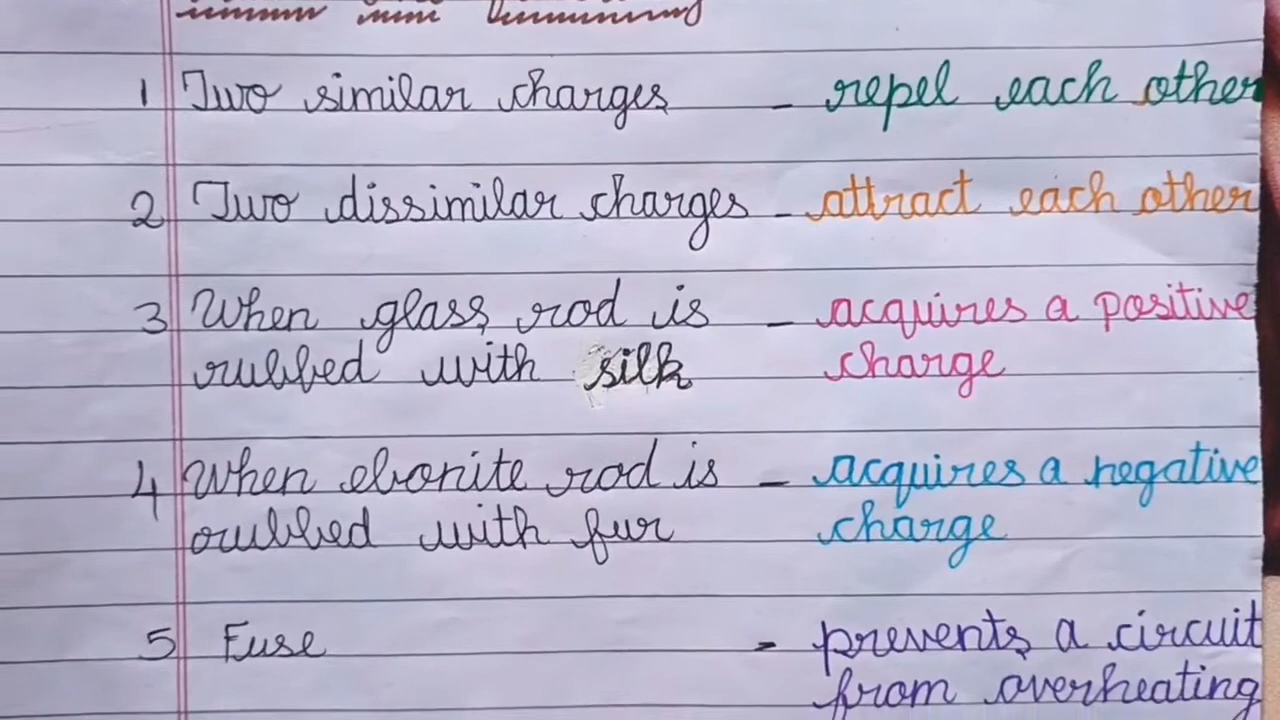 1 Two similar charges - repel each other
2 Two dissimilar charges - attract each other
3 When glass rod is - acquires a positive
rubbed with silk charge
4 When ebonite rod is - acquires a negative
rubbed with fur charge
5 Fuse - prevents a circuit
from overheating